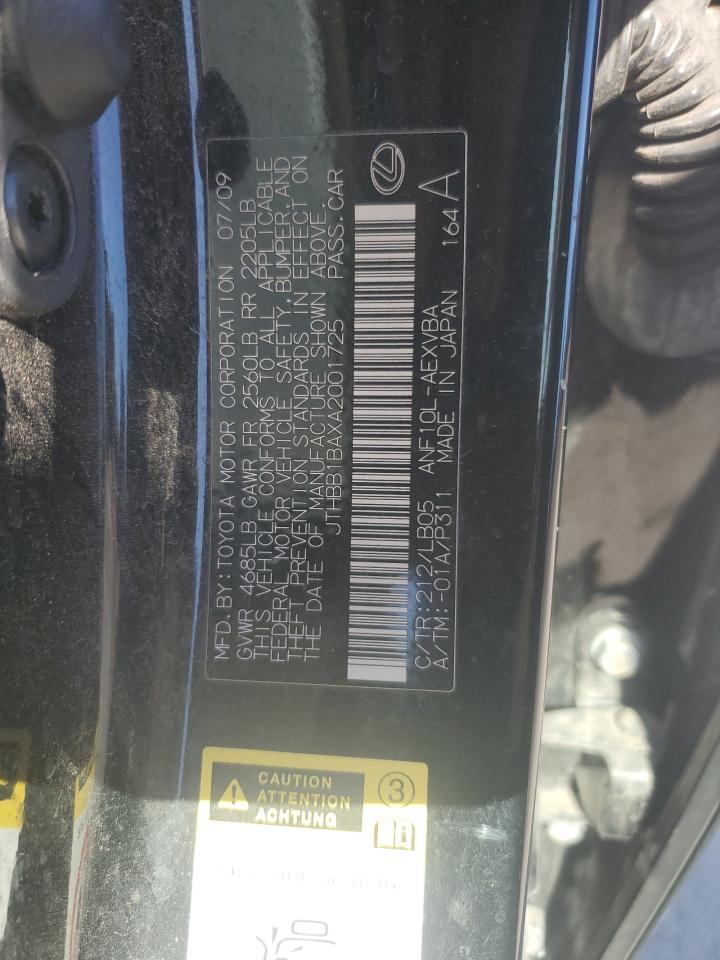 MFD.BY:TOYOTA MOTOR CORPORATION 07/09
GVWR 4685LB GAWR FR 2560LB RR 2205LB
THIS VEHICLE CONFORMS TO ALL APPLICABLE
FEDERAL MOTOR VEHICLE SAFETY,BUMPER,AND
THEFT PREVENTION STANDARDS IN EFFECT ON
THE DATE OF MANUFACTURE SHOWN ABOVE.
JTHBB1BAXA2001725 PASS.CAR
C/TR:212/LB05 ANF10L-AEXVBA
A/TM:-01A/P311 MADE IN JAPAN 164 A
CAUTION
ATTENTION
ACHTUNG
3